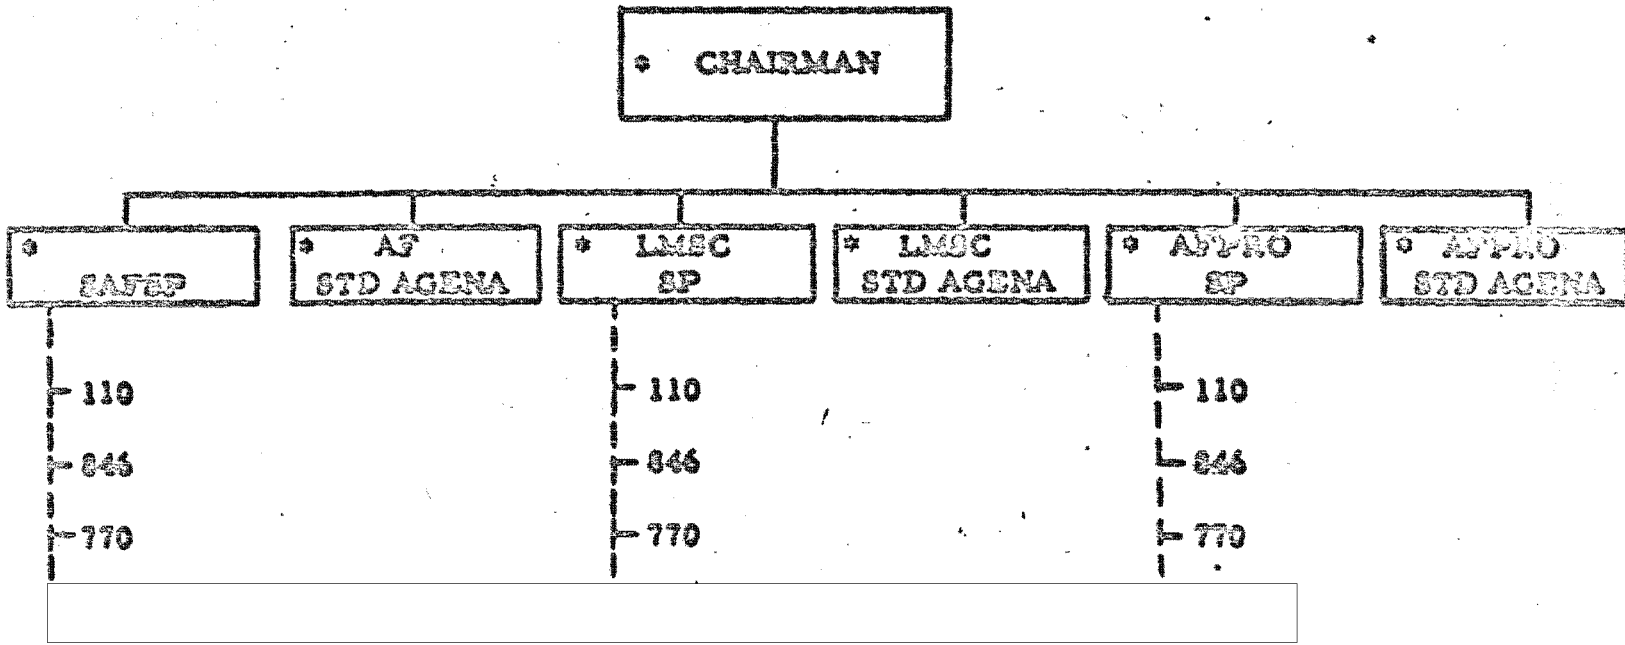 * CHAIRMAN
* SAFSP
* AF
STD AGENA
* LMSC
SP
* LMSC
STD AGENA
* AFPRO
SP
* AFPRO
STD AGENA
110
846
770
110
846
770
110
846
770